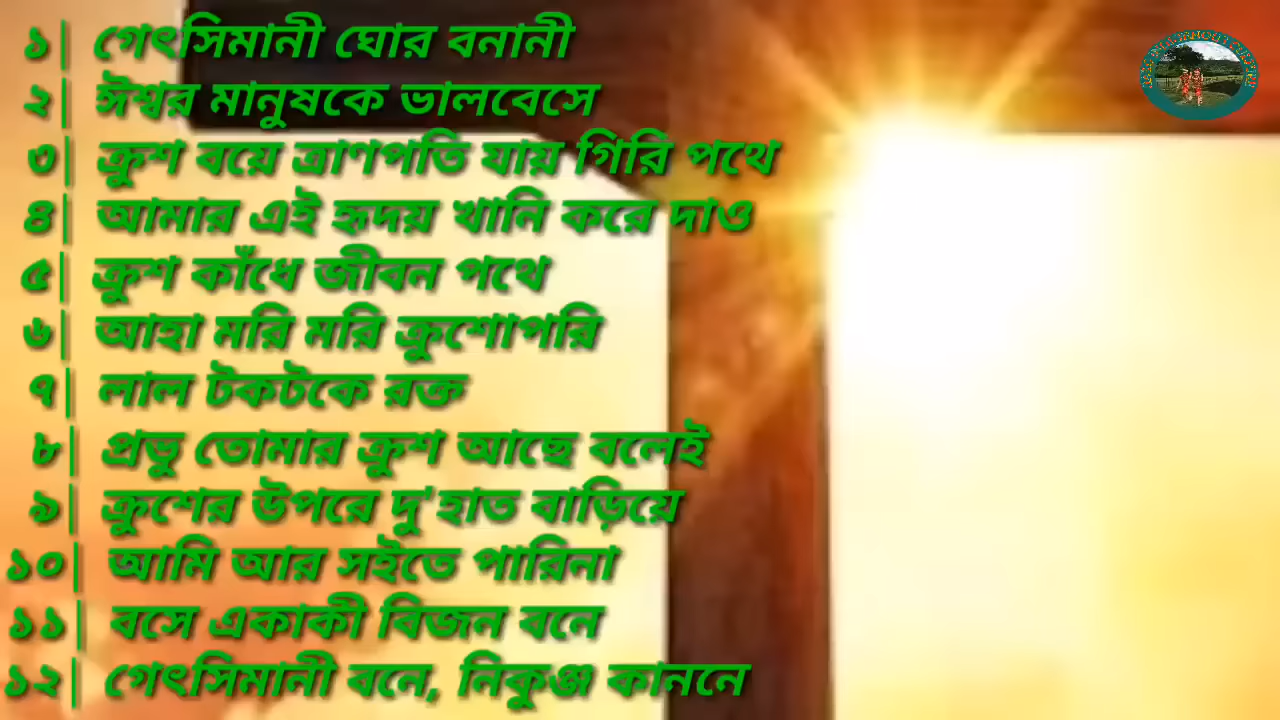 ১| গেৎসিমানী ঘোর বনানী
২| ঈশ্বর মানুষকে ভালবেসে
৩| ক্রুশ বয়ে ত্রাণপতি যায় গিরি পথে
৪| আমার এই হৃদয় খানি করে দাও
৫| ক্রুশ কাঁধে জীবন পথে
৬| আহা মরি মরি ক্রুশোপরি
৭| লাল টকটকে রক্ত
৮| প্রভু তোমার ক্রুশ আছে বলেই
৯| ক্রুশের উপরে দু'হাত বাড়িয়ে
১০| আমি আর সইতে পারিনা
১১| বসে একাকী বিজন বনে
১২| গেৎসিমানী বনে, নিকুঞ্জ কাননে